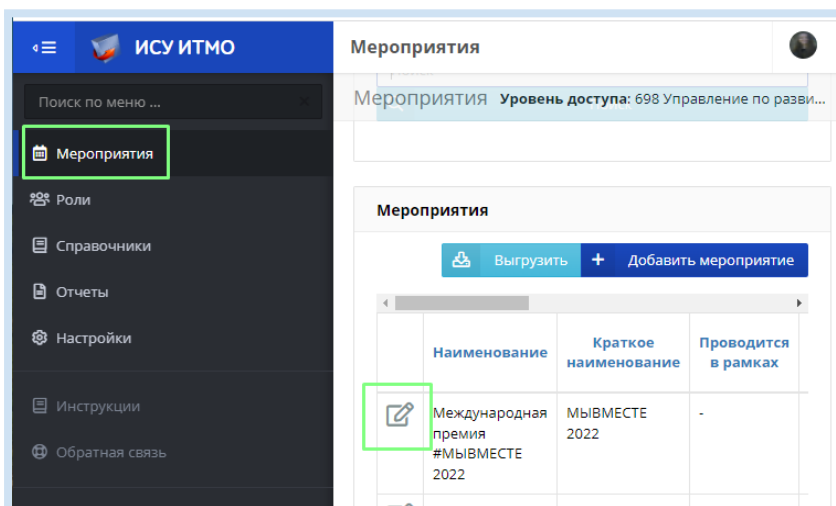 ИСУ ИТМО
Поиск по меню ...
Мероприятия
Роли
Справочники
Отчеты
Настройки
Инструкции
Обратная связь
Мероприятия
Мероприятия Уровень доступа: 698 Управление по разви...
Мероприятия
Выгрузить
+ Добавить мероприятие
Наименование
Краткое
наименование
Проводится
в рамках
Международная
премия
#МЫВМЕСТЕ
2022
МЫВМЕСТЕ
2022
-